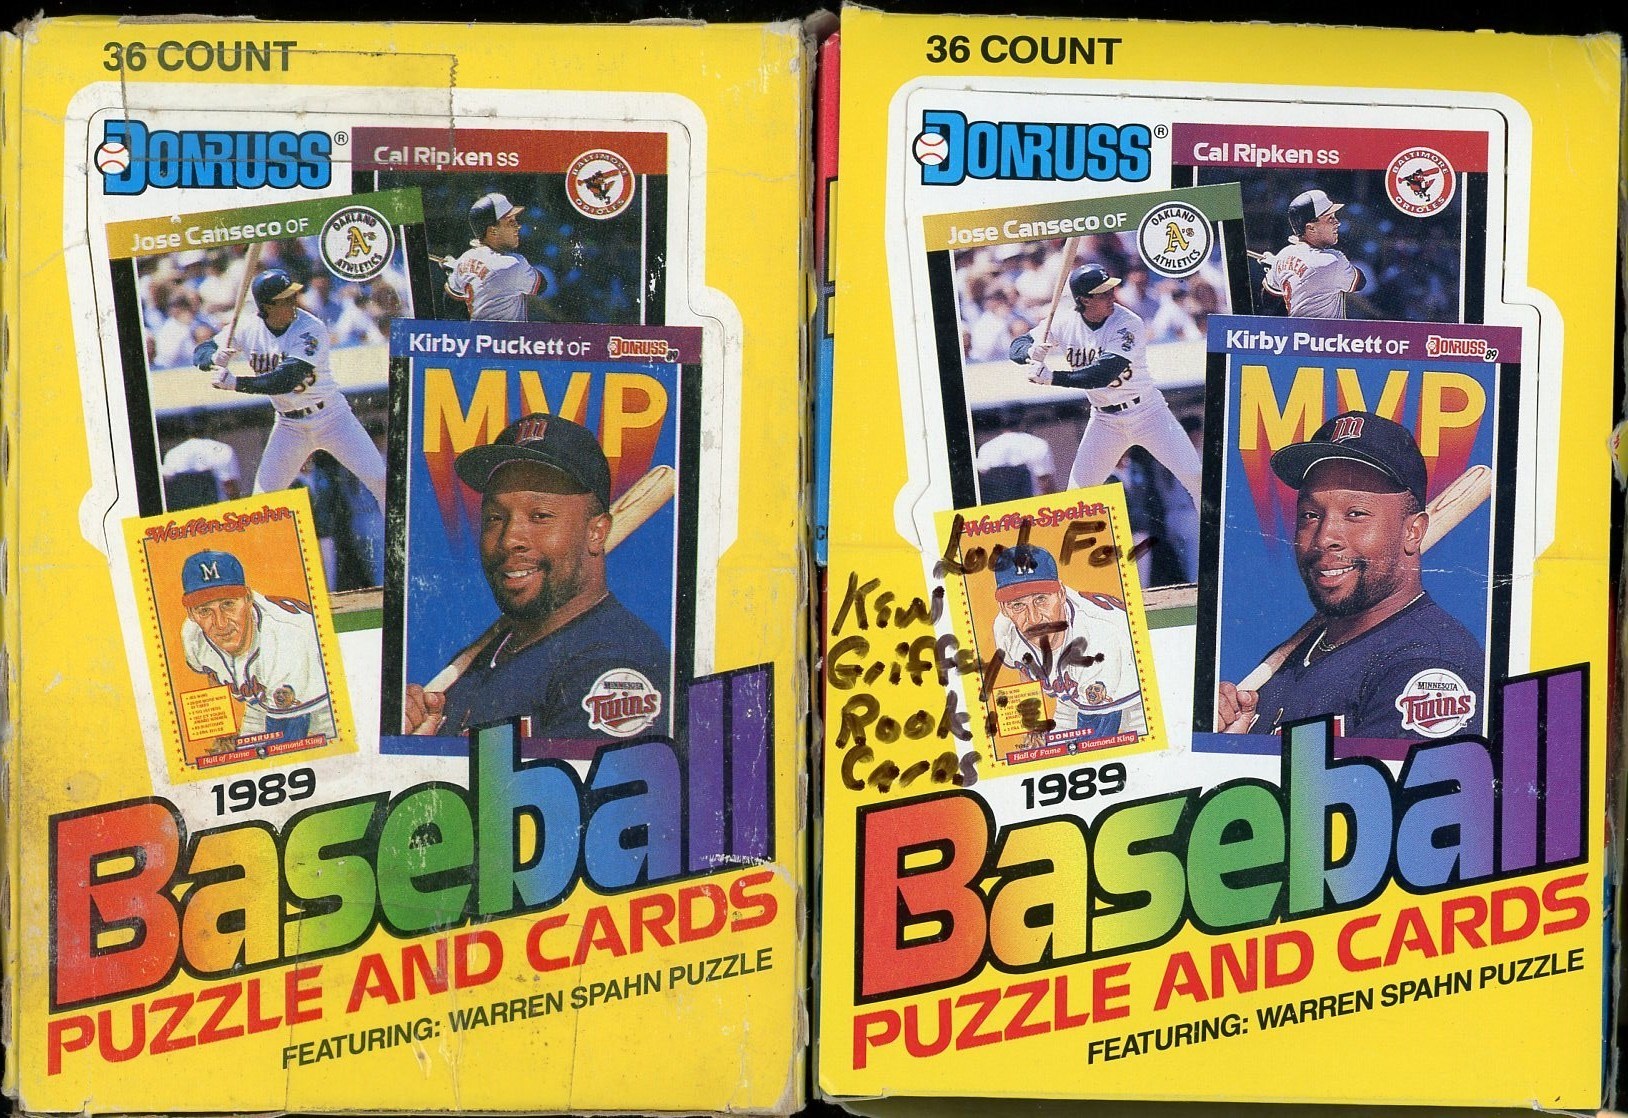 36 COUNT
DONRUSS®
Cal Ripken SS
BALTIMORE ORIOLES
Jose Canseco OF
OAKLAND A's ATHLETICS
Kirby Puckett OF DONRUSS 89
MVP
Warren Spahn
M
MINNESOTA
Twins
DONRUSS
Hall of Fame Diamond King
1989
Baseball
PUZZLE AND CARDS
FEATURING: WARREN SPAHN PUZZLE
36 COUNT
DONRUSS®
Cal Ripken SS
BALTIMORE ORIOLES
Jose Canseco OF
OAKLAND A's ATHLETICS
Kirby Puckett OF DONRUSS 89
MVP
Warren Spahn
Look For
Ken
Griffey Jr.
Rookie
Cards
MINNESOTA
Twins
DONRUSS
Hall of Fame Diamond King
1989
Baseball
PUZZLE AND CARDS
FEATURING: WARREN SPAHN PUZZLE